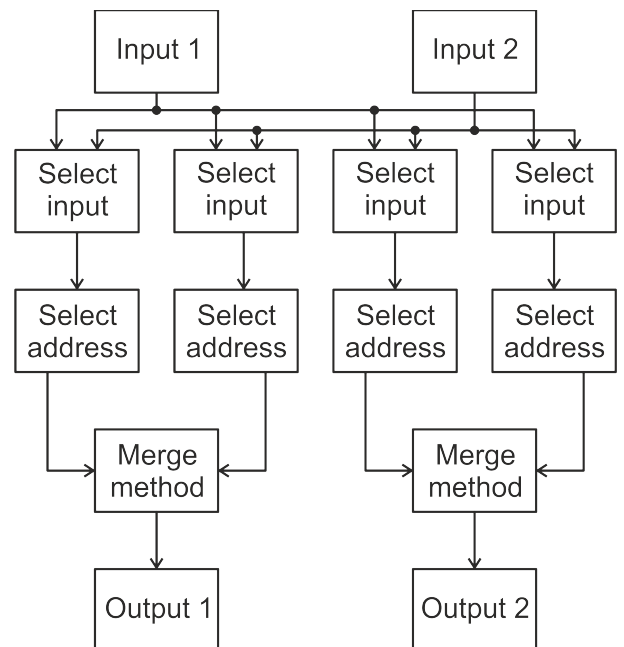 Input 1
Input 2
Select
input
Select
input
Select
input
Select
input
Select
address
Select
address
Select
address
Select
address
Merge
method
Merge
method
Output 1
Output 2